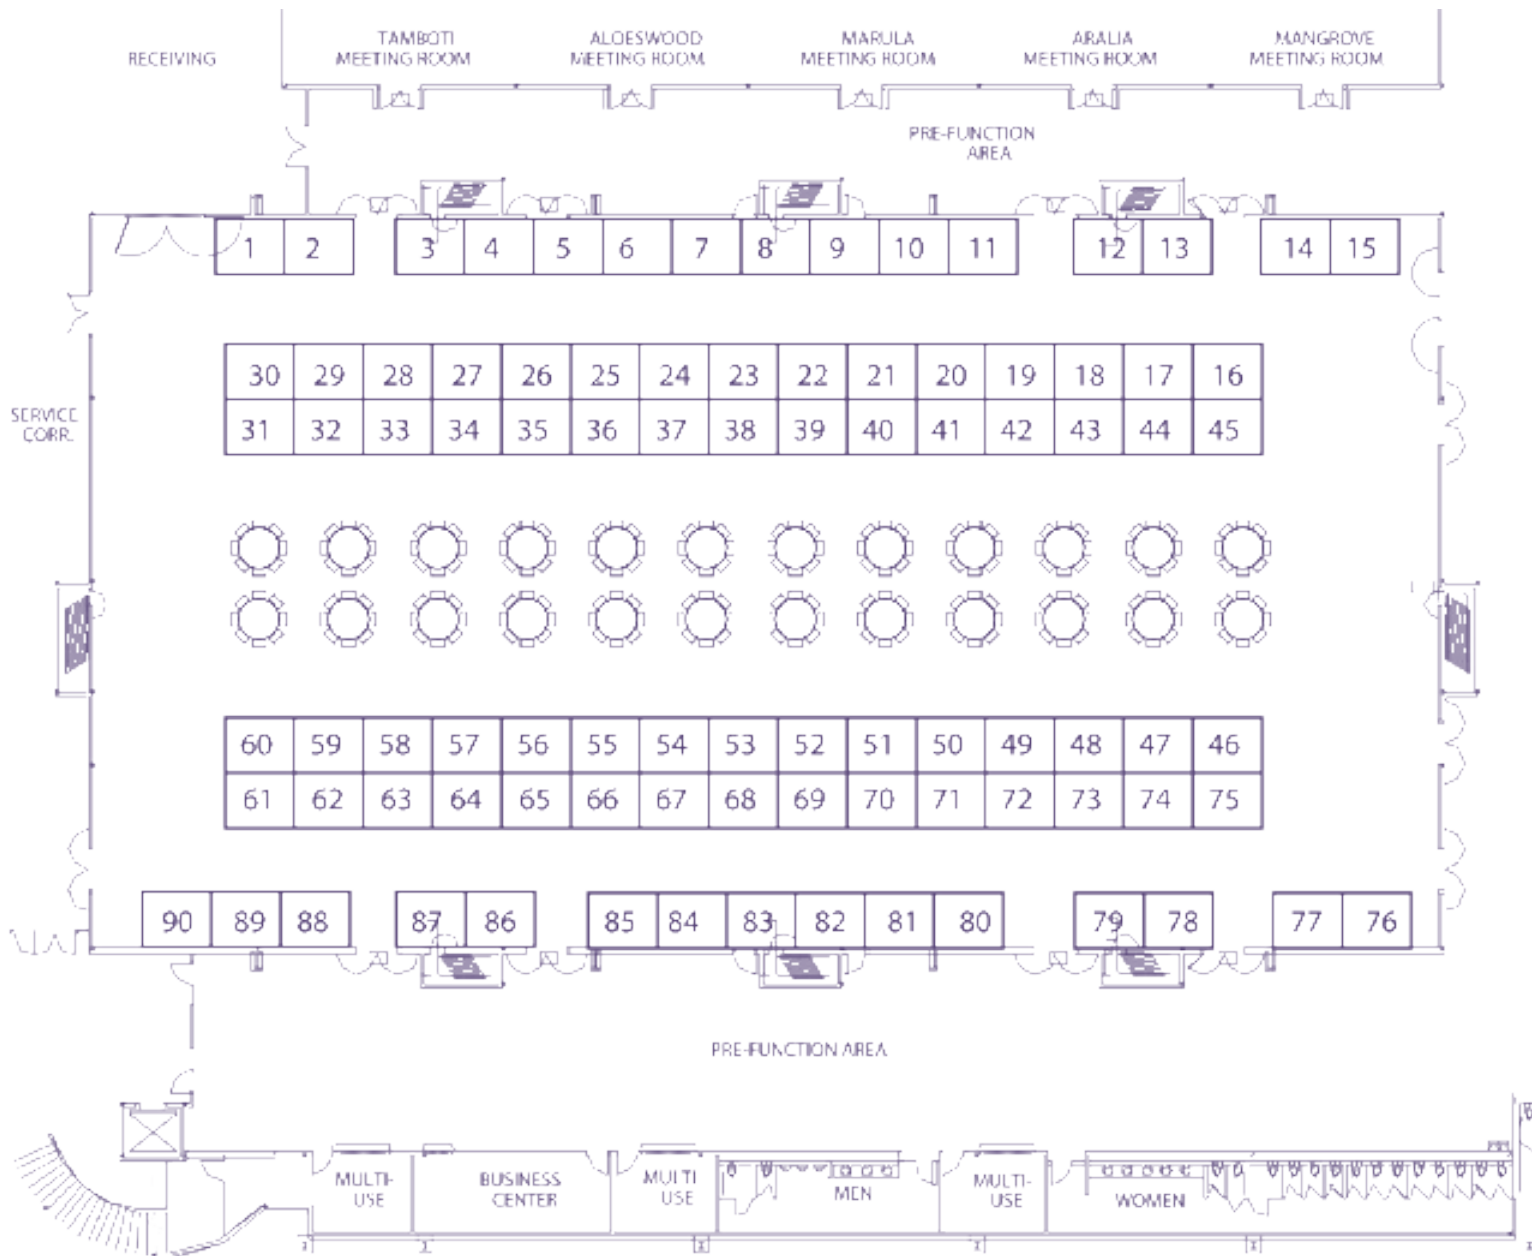 RECEIVING
TAMBOTI
MEETING ROOM
ALOESWOOD
MEETING ROOM
MARULA
MEETING ROOM
ARALIA
MEETING ROOM
MANGROVE
MEETING ROOM
PRE-FUNCTION
AREA
1 2 3 4 5 6 7 8 9 10 11 12 13 14 15
30 29 28 27 26 25 24 23 22 21 20 19 18 17 16
SERVICE
CORR.
31 32 33 34 35 36 37 38 39 40 41 42 43 44 45
60 59 58 57 56 55 54 53 52 51 50 49 48 47 46
61 62 63 64 65 66 67 68 69 70 71 72 73 74 75
90 89 88 87 86 85 84 83 82 81 80 79 78 77 76
PRE-FUNCTION AREA
MULTI-
USE
BUSINESS
CENTER
MULTI
USE
MEN
MULTI-
USE
WOMEN